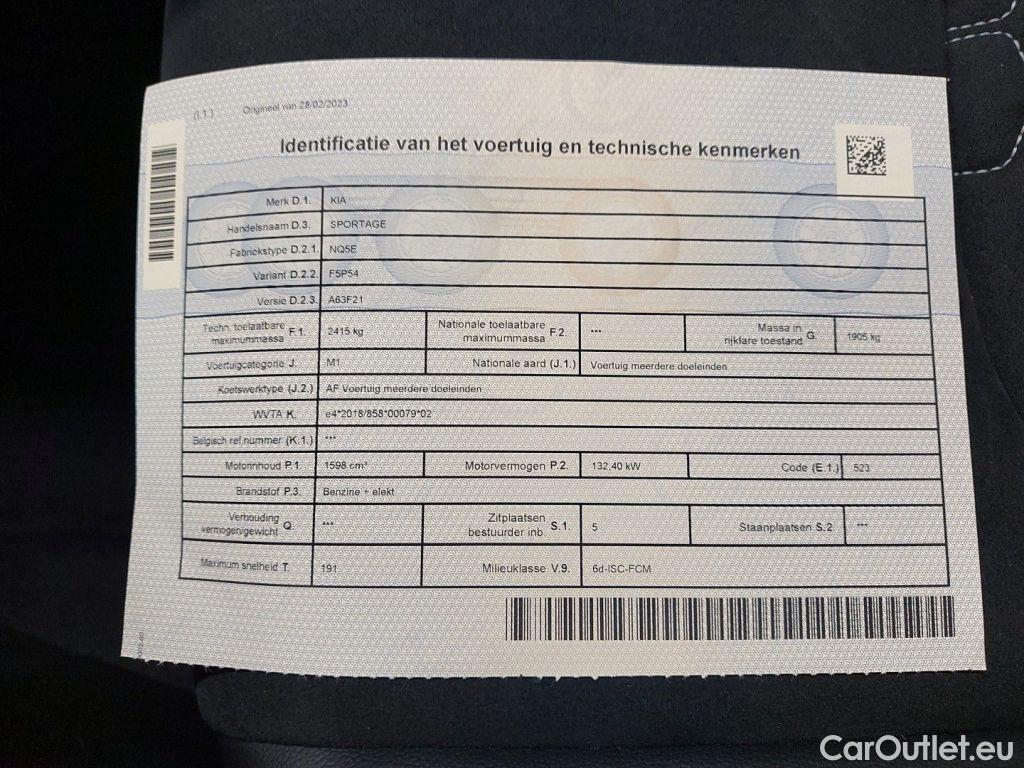 (I.1.) Origineel van 28/02/2023
Identificatie van het voertuig en technische kenmerken
Merk D.1. KIA
Handelsnaam D.3. SPORTAGE
Fabriekstype D.2.1. NQ5E
Variant D.2.2. F5P54
Versie D.2.3. A63F21
Techn. toelaatbare maximummassa F.1. 2415 kg Nationale toelaatbare maximummassa F.2. *** Massa in rijklare toestand G 1905 kg
Voertuigcategorie J. M1 Nationale aard (J.1.) Voertuig meerdere doeleinden
Koetswerktype (J.2.) AF Voertuig meerdere doeleinden
WVTA K. e4*2018/858*00079*02
Belgisch ref.nummer (K.1.) ***
Motorinhoud P.1. 1598 cm³ Motorvermogen P.2. 132,40 kW Code (E.1.) 523
Brandstof P.3. Benzine + elekt
Verhouding vermogen/gewicht Q. *** Zitplaatsen bestuurder inb. S.1. 5 Staanplaatsen S.2. ***
Maximum snelheid T. 191 Milieuklasse V.9. 6d-ISC-FCM
CarOutlet.eu